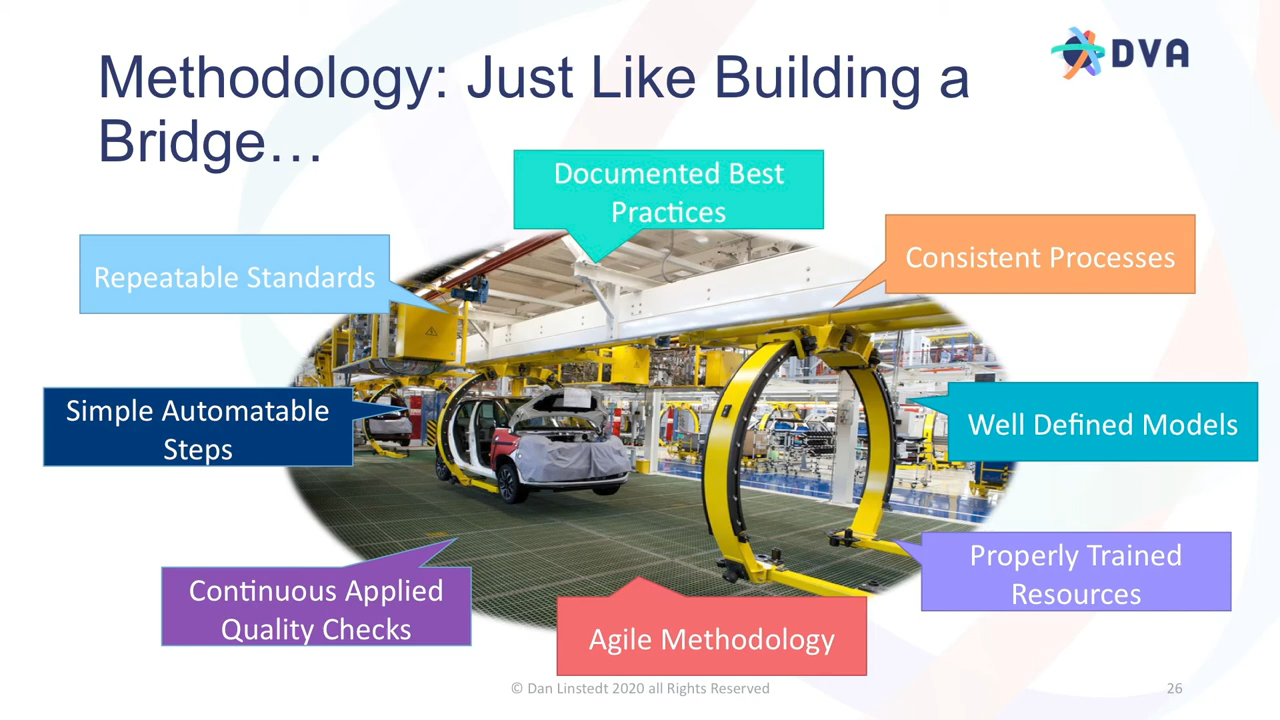 Methodology: Just Like Building a
Bridge…
DVA
Documented Best
Practices
Repeatable Standards
Consistent Processes
Simple Automatable
Steps
Well Defined Models
Continuous Applied
Quality Checks
Agile Methodology
Properly Trained
Resources
© Dan Linstedt 2020 all Rights Reserved
26